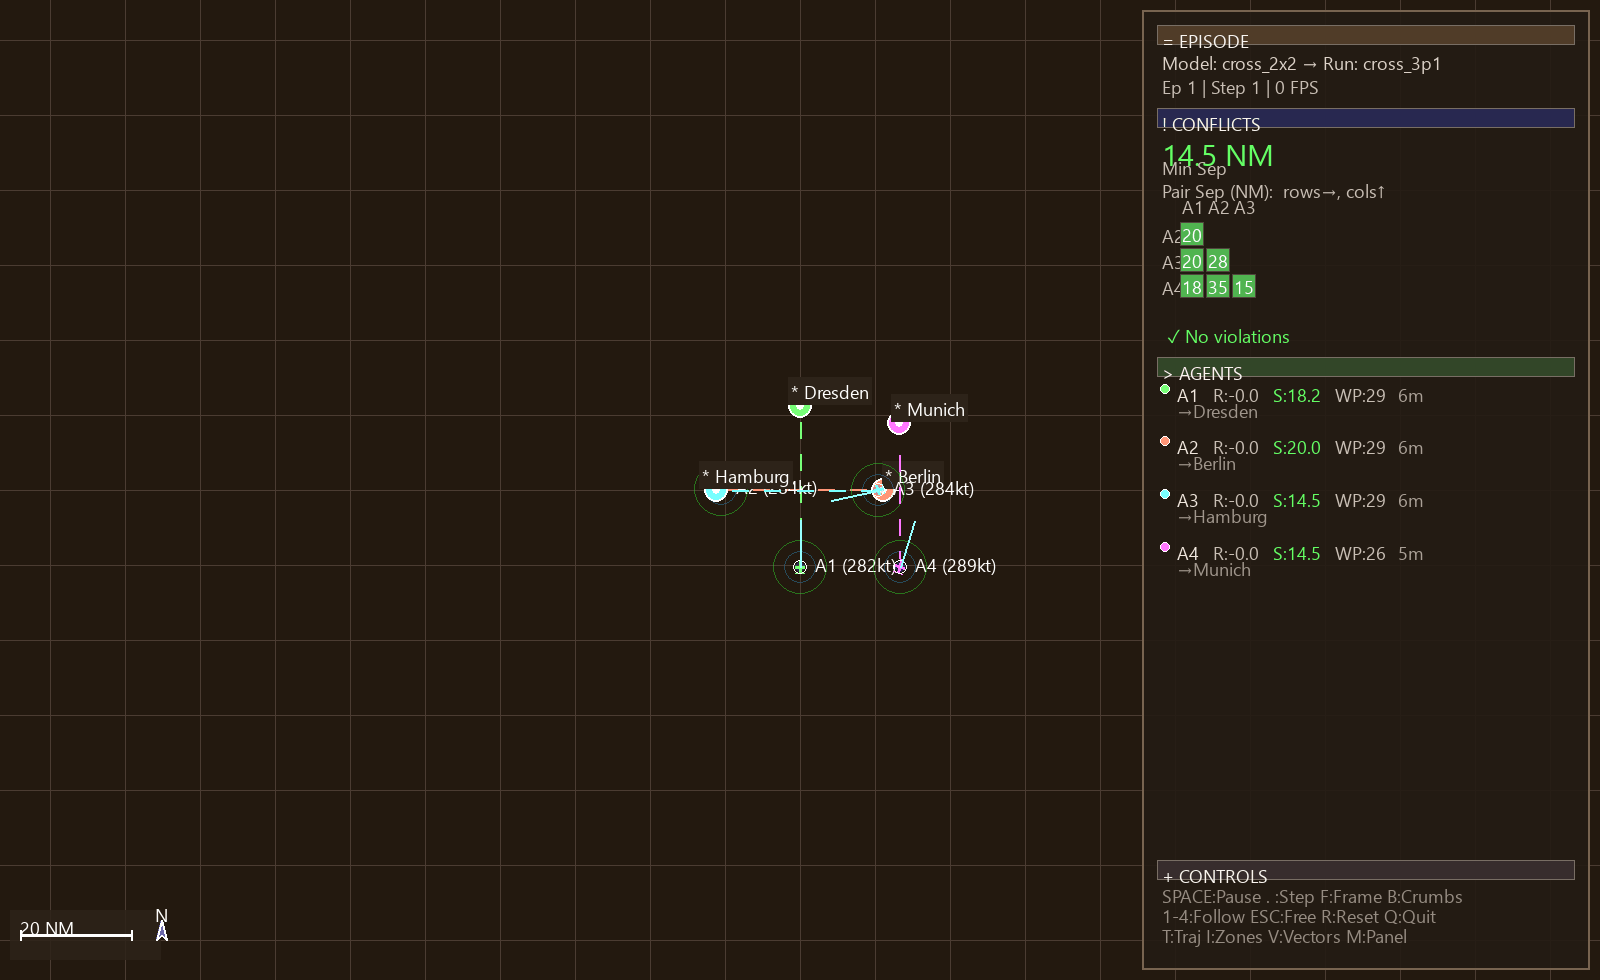 * Dresden
* Munich
* Hamburg
* Berlin
A3 (284kt)
A1 (282kt)
A4 (289kt)
20 NM
N
= EPISODE
Model: cross_2x2 → Run: cross_3p1
Ep 1 | Step 1 | 0 FPS
! CONFLICTS
14.5 NM
Min Sep
Pair Sep (NM): rows→, cols↑
A1 A2 A3
A2 20
A3 20 28
A4 18 35 15
✓ No violations
> AGENTS
A1 R:-0.0 S:18.2 WP:29 6m
→Dresden
A2 R:-0.0 S:20.0 WP:29 6m
→Berlin
A3 R:-0.0 S:14.5 WP:29 6m
→Hamburg
A4 R:-0.0 S:14.5 WP:26 5m
→Munich
+ CONTROLS
SPACE:Pause . :Step F:Frame B:Crumbs
1-4:Follow ESC:Free R:Reset Q:Quit
T:Traj I:Zones V:Vectors M:Panel